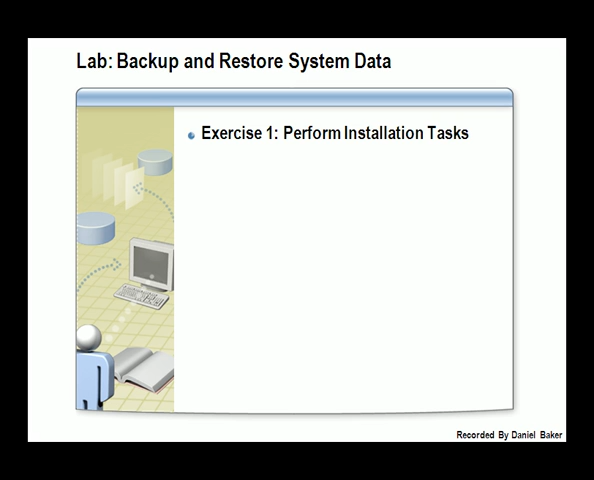 Lab: Backup and Restore System Data
Exercise 1: Perform Installation Tasks
Recorded By Daniel Baker